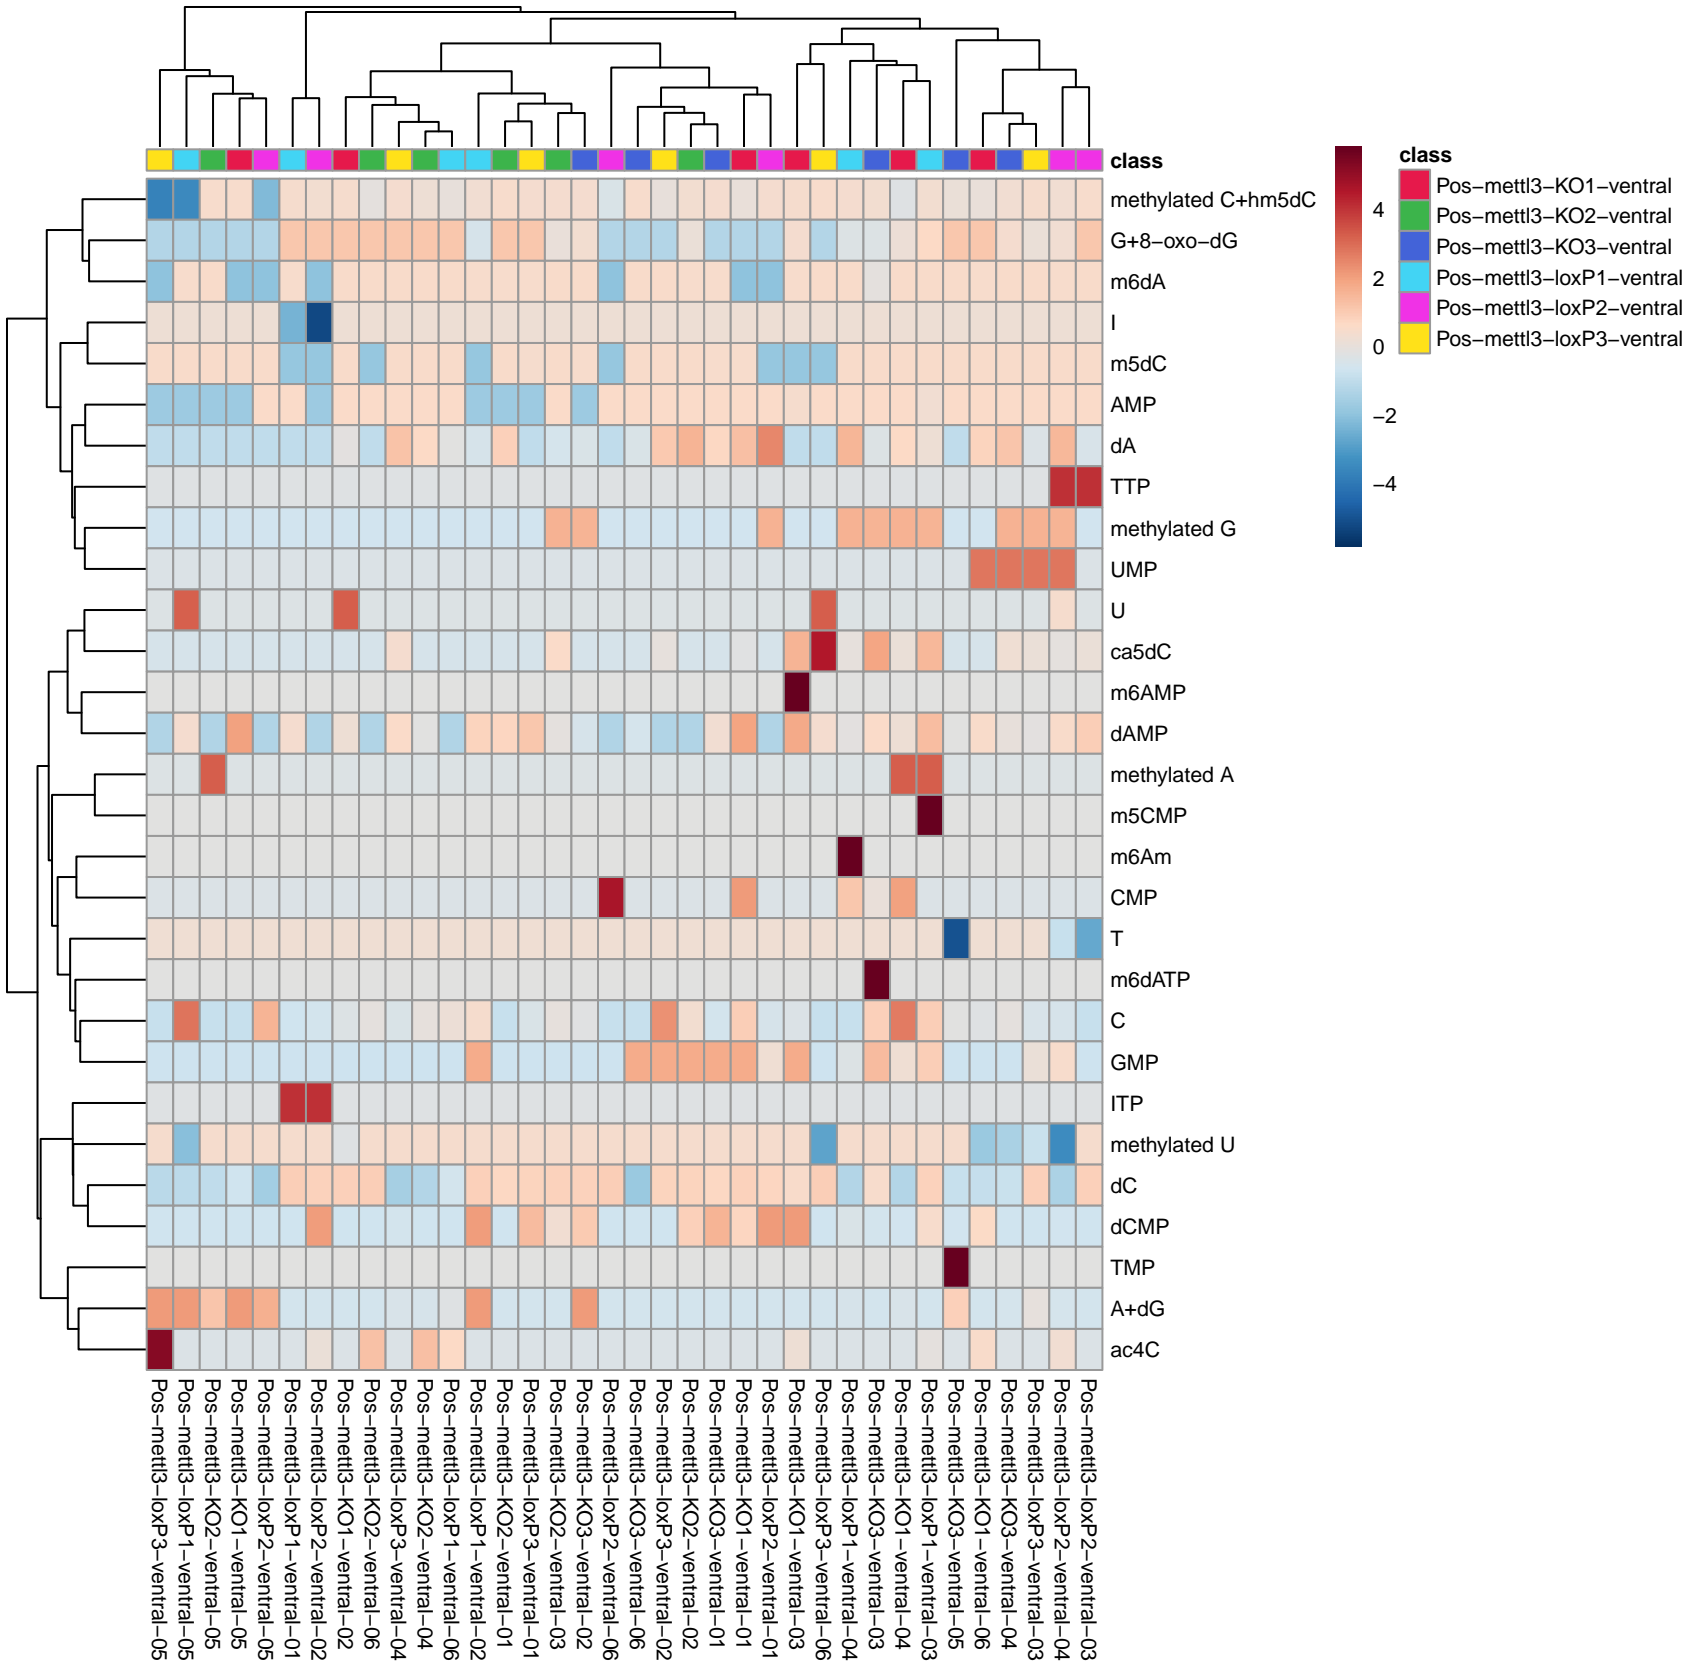 class
methylated C+hm5dC
G+8−oxo−dG
m6dA
I
m5dC
AMP
dA
TTP
methylated G
UMP
U
ca5dC
m6AMP
dAMP
methylated A
m5CMP
m6Am
CMP
T
m6dATP
C
GMP
ITP
methylated U
dC
dCMP
TMP
A+dG
ac4C
4
2
0
−2
−4
class
Pos−mettl3−KO1−ventral
Pos−mettl3−KO2−ventral
Pos−mettl3−KO3−ventral
Pos−mettl3−loxP1−ventral
Pos−mettl3−loxP2−ventral
Pos−mettl3−loxP3−ventral
Pos−mettl3−loxP3−ventral−05
Pos−mettl3−loxP1−ventral−05
Pos−mettl3−KO2−ventral−05
Pos−mettl3−KO1−ventral−05
Pos−mettl3−loxP2−ventral−05
Pos−mettl3−loxP1−ventral−01
Pos−mettl3−loxP2−ventral−02
Pos−mettl3−KO1−ventral−02
Pos−mettl3−KO2−ventral−06
Pos−mettl3−loxP3−ventral−04
Pos−mettl3−KO2−ventral−04
Pos−mettl3−loxP1−ventral−06
Pos−mettl3−loxP1−ventral−02
Pos−mettl3−KO2−ventral−01
Pos−mettl3−loxP3−ventral−01
Pos−mettl3−KO2−ventral−03
Pos−mettl3−KO3−ventral−02
Pos−mettl3−loxP2−ventral−06
Pos−mettl3−KO3−ventral−06
Pos−mettl3−loxP3−ventral−02
Pos−mettl3−KO2−ventral−02
Pos−mettl3−KO3−ventral−01
Pos−mettl3−KO1−ventral−01
Pos−mettl3−loxP2−ventral−01
Pos−mettl3−KO1−ventral−03
Pos−mettl3−loxP3−ventral−06
Pos−mettl3−loxP1−ventral−04
Pos−mettl3−KO3−ventral−03
Pos−mettl3−KO1−ventral−04
Pos−mettl3−loxP1−ventral−03
Pos−mettl3−KO3−ventral−05
Pos−mettl3−KO1−ventral−06
Pos−mettl3−KO3−ventral−04
Pos−mettl3−loxP3−ventral−03
Pos−mettl3−loxP2−ventral−04
Pos−mettl3−loxP2−ventral−03